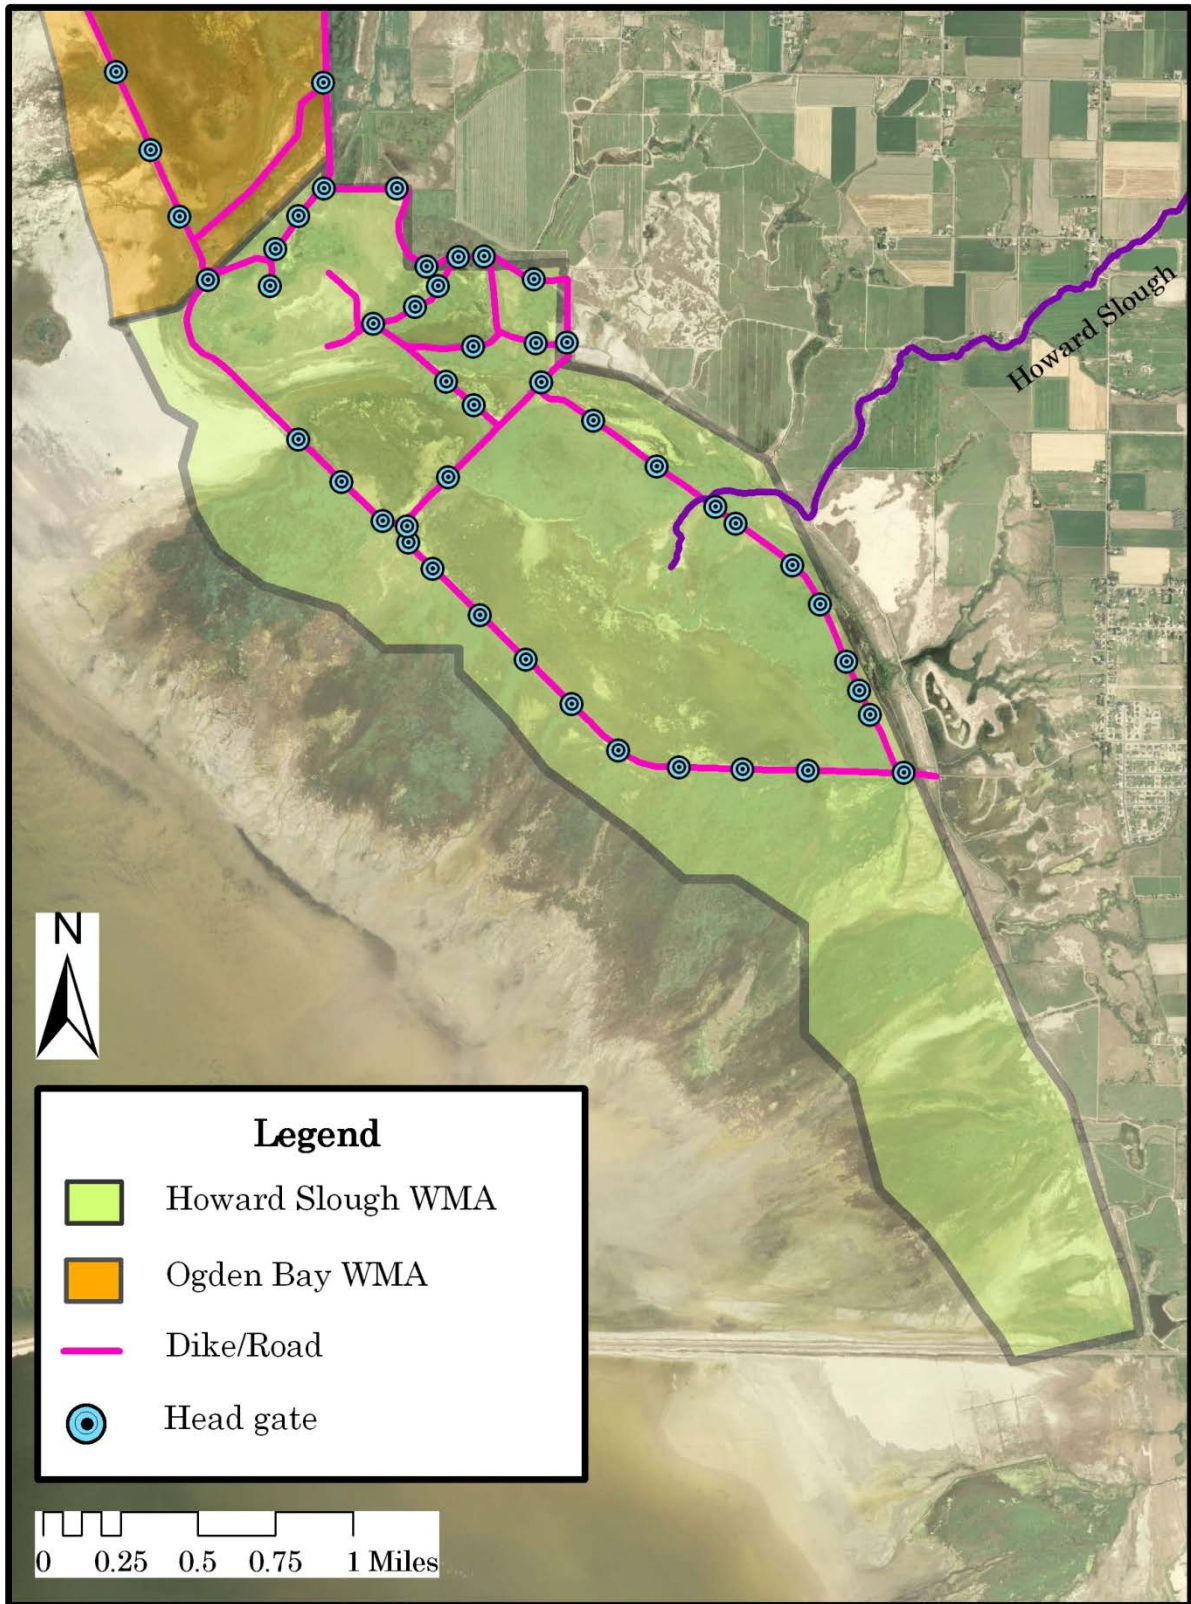 Howard Slough
N
Legend
Howard Slough WMA
Ogden Bay WMA
Dike/Road
Head gate
0 0.25 0.5 0.75 1 Miles